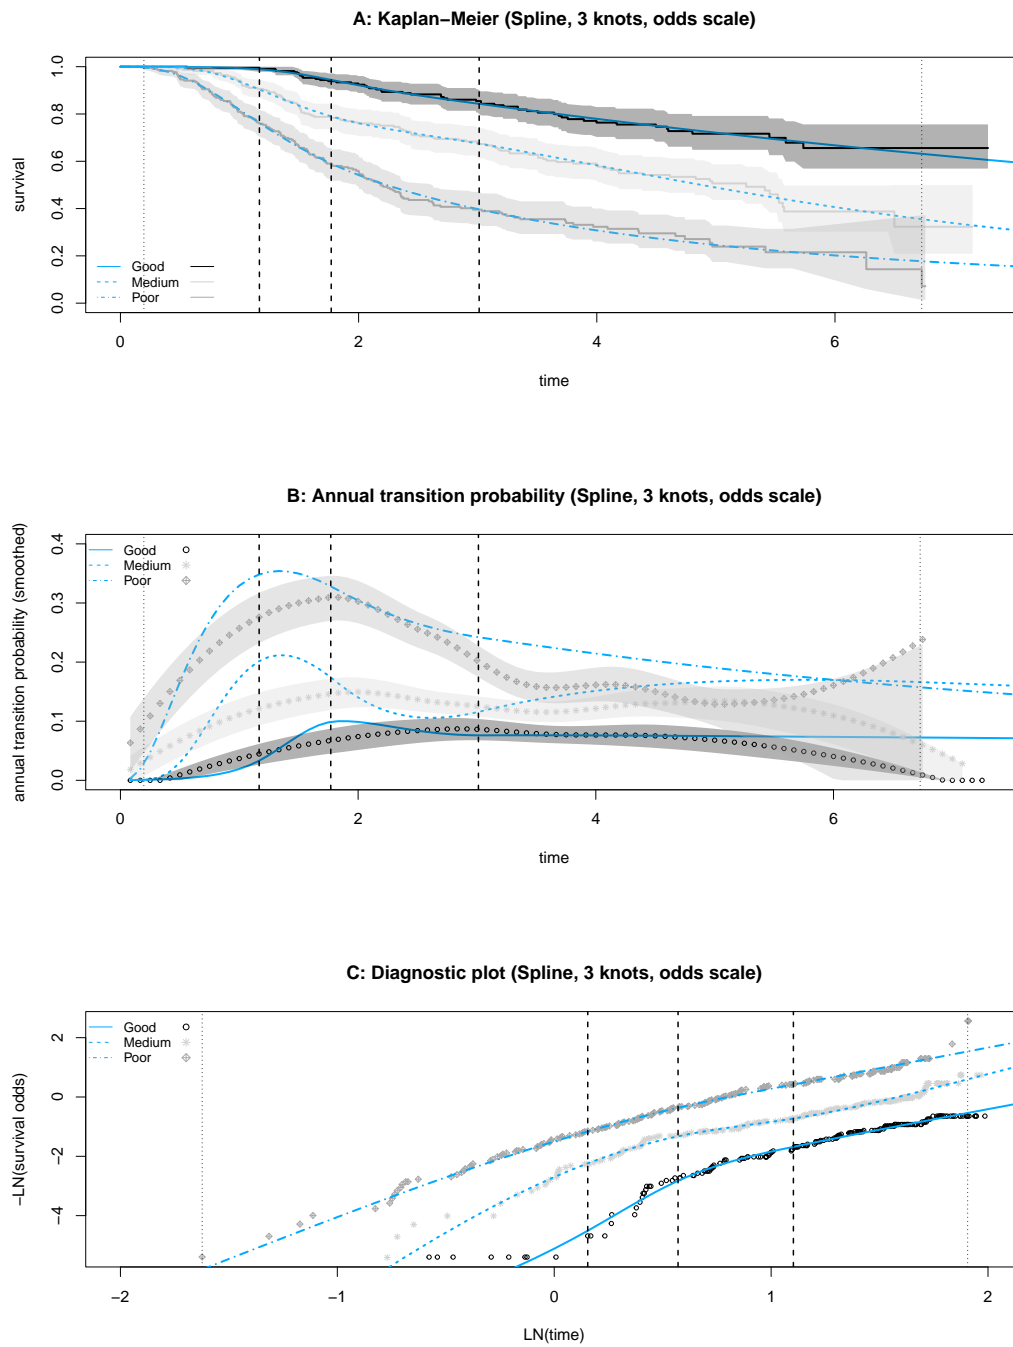 A: Kaplan−Meier (Spline, 3 knots, odds scale)
survival
1.0
0.8
0.6
0.4
0.2
0.0
Good
Medium
Poor
0 2 4 6
time
B: Annual transition probability (Spline, 3 knots, odds scale)
annual transition probability (smoothed)
0.4
0.3
0.2
0.1
0.0
Good
Medium
Poor
0 2 4 6
time
C: Diagnostic plot (Spline, 3 knots, odds scale)
−LN(survival odds)
2
0
−2
−4
Good
Medium
Poor
−2 −1 0 1 2
LN(time)